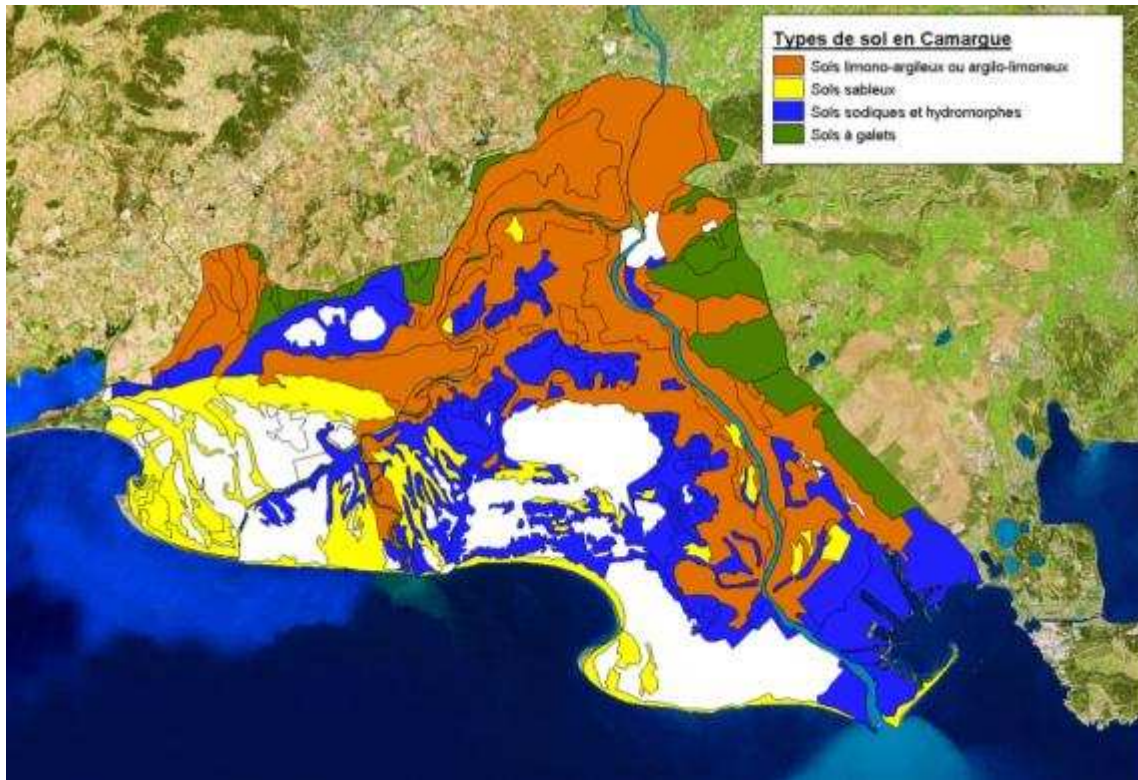 Types de sol en Camargue
Sols limono-argileux ou argilo-limoneux
Sols sableux
Sols sodiques et hydromorphes
Sols à galets